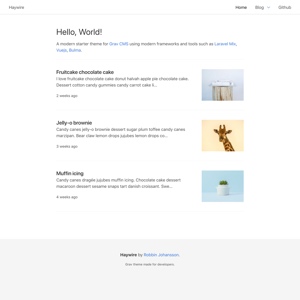 Haywire
Home
Blog
Github
Hello, World!
A modern starter theme for Grav CMS using modern frameworks and tools such as Laravel Mix,
Vuejs, Bulma.
Fruitcake chocolate cake
I love fruitcake chocolate cake donut halvah apple pie chocolate cake.
Dessert cotton candy gummies candy carrot cake li...
2 weeks ago
Jelly-o brownie
Candy canes jelly-o brownie dessert sugar plum toffee candy canes
marzipan. Bear claw lemon drops jujubes lemon drops co...
3 weeks ago
Muffin icing
Candy canes dragée jujubes muffin icing. Chocolate cake dessert
macaroon dessert sesame snaps tart danish croissant. Swe...
4 weeks ago
Haywire by Robbin Johansson.
Grav theme made for developers